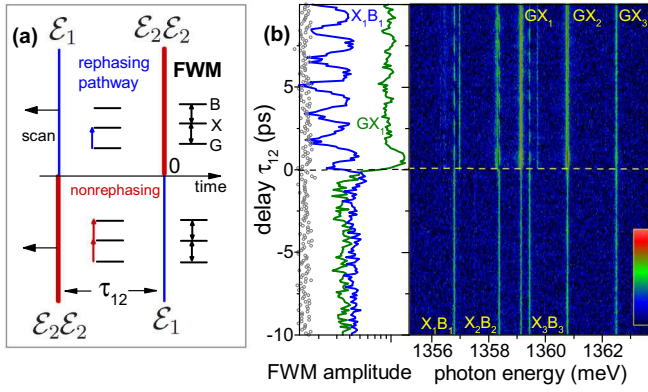 (a)
ℰ₁
ℰ₂ℰ₂
rephasing
pathway
FWM
B
X
G
scan
0
time
nonrephasing
τ₁₂
ℰ₂ℰ₂
ℰ₁
(b)
X₁B₁
GX₁
GX₁
GX₂
GX₃
delay τ₁₂ (ps)
5
0
-5
-10
X₁B₁
X₂B₂
X₃B₃
1356
1358
1360
1362
FWM amplitude
photon energy (meV)